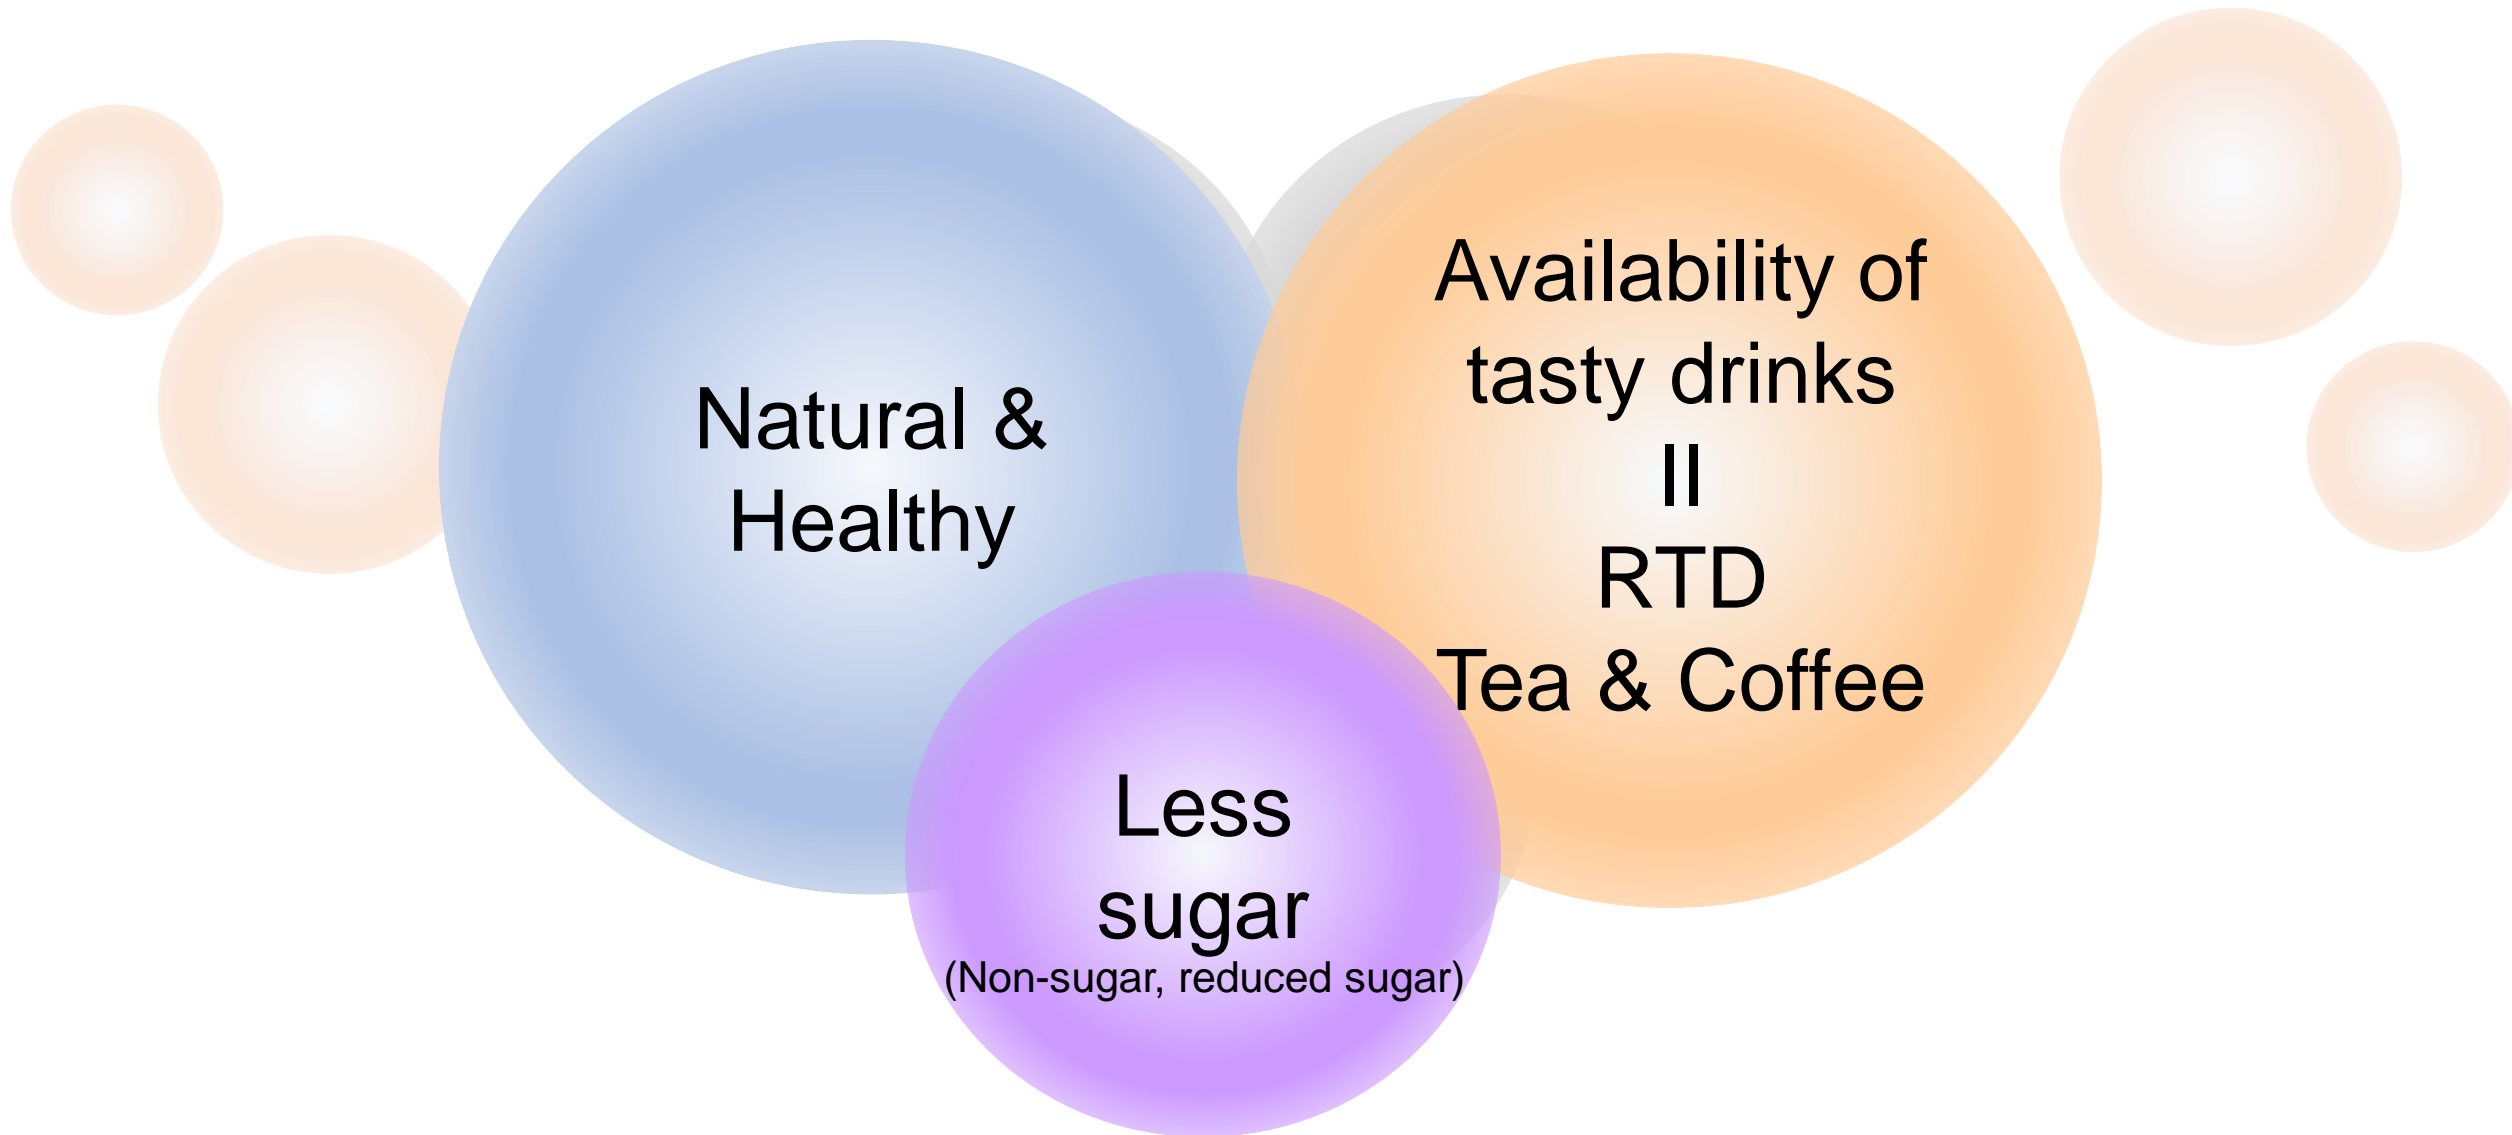 Natural &
Healthy
Availability of
tasty drinks
II
RTD
Tea & Coffee
Less
sugar
(Non-sugar, reduced sugar)